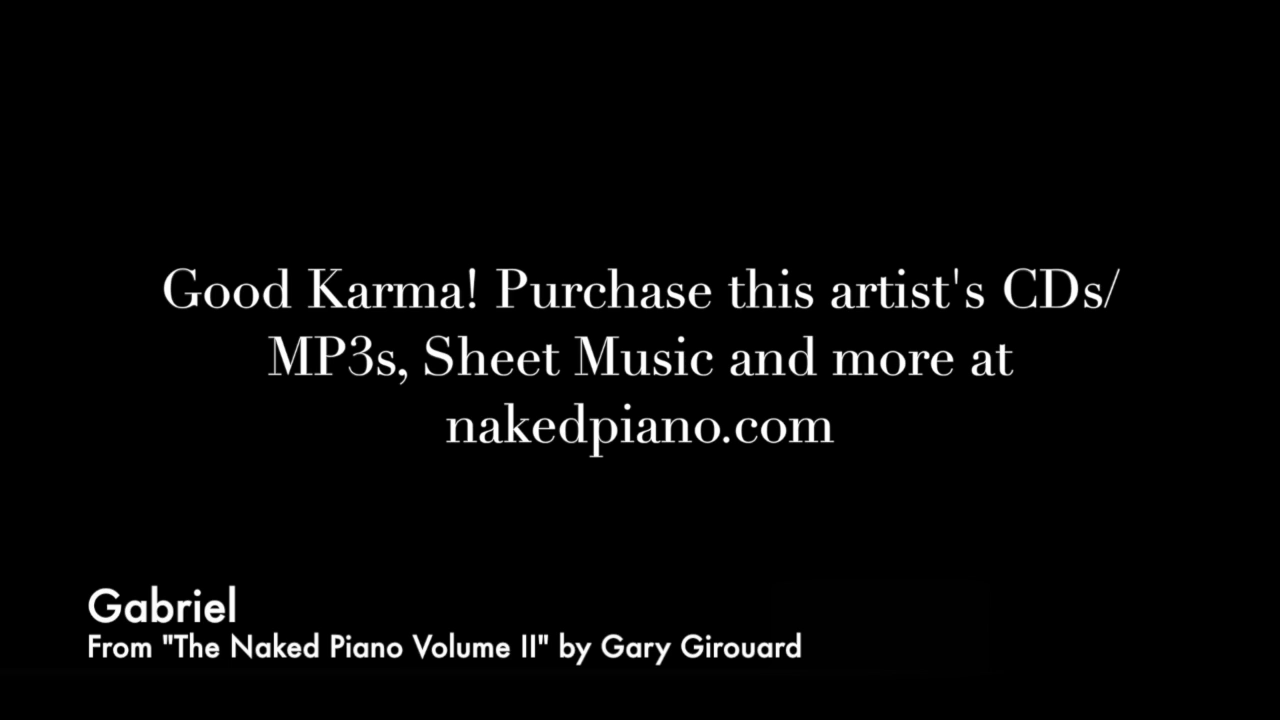 Good Karma! Purchase this artist's CDs/
MP3s, Sheet Music and more at
nakedpiano.com
Gabriel
From "The Naked Piano Volume II" by Gary Girouard